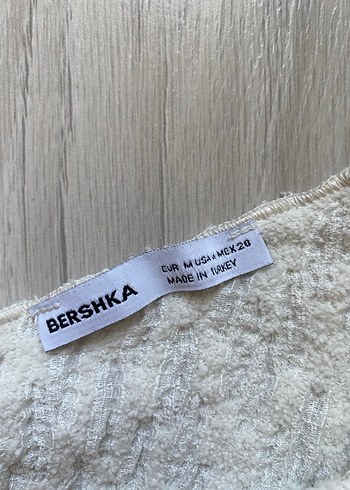 BERSHKA
EUR M USA M MEX 28
MADE IN TURKEY